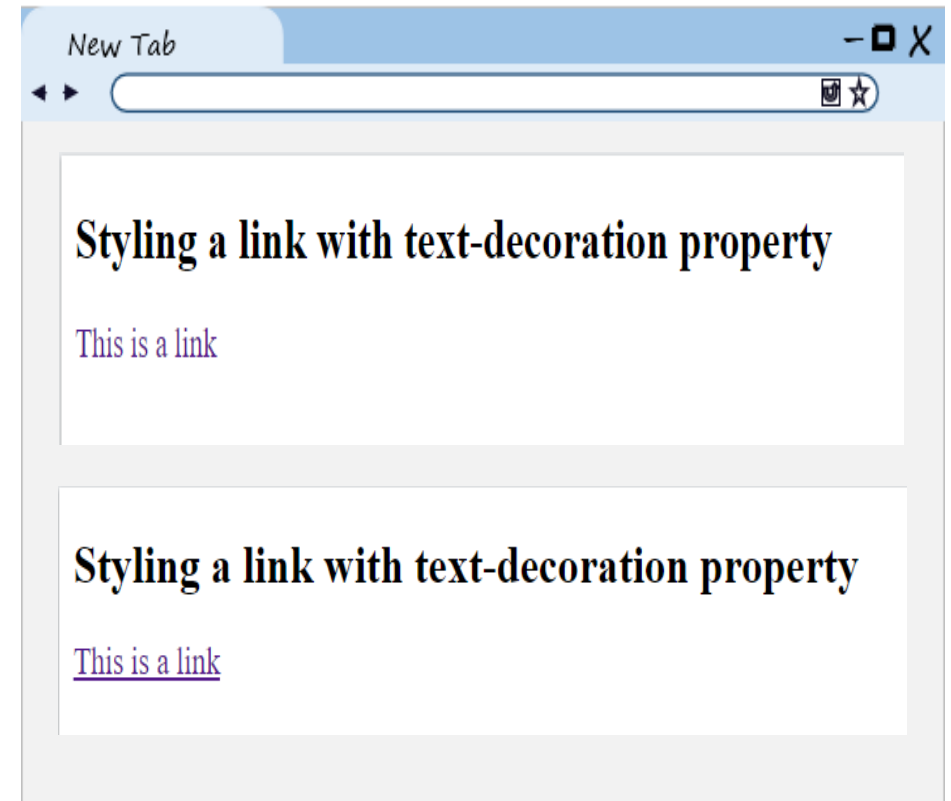 New Tab
Styling a link with text-decoration property
This is a link
Styling a link with text-decoration property
This is a link